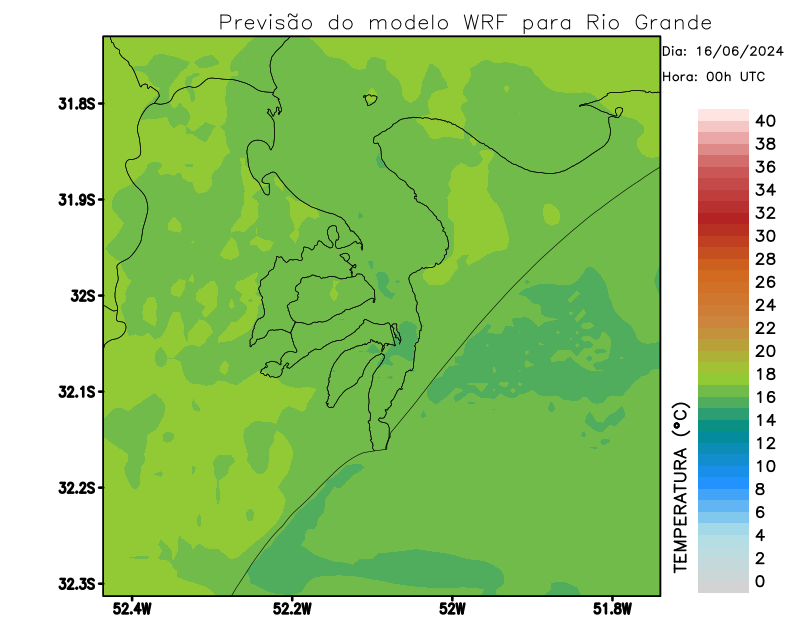 Previsão do modelo WRF para Rio Grande
Dia: 16/06/2024
Hora: 00h UTC
31.8S
31.9S
32S
32.1S
32.2S
32.3S
52.4W
52.2W
52W
51.8W
TEMPERATURA (°C)
40
38
36
34
32
30
28
26
24
22
20
18
16
14
12
10
8
6
4
2
0